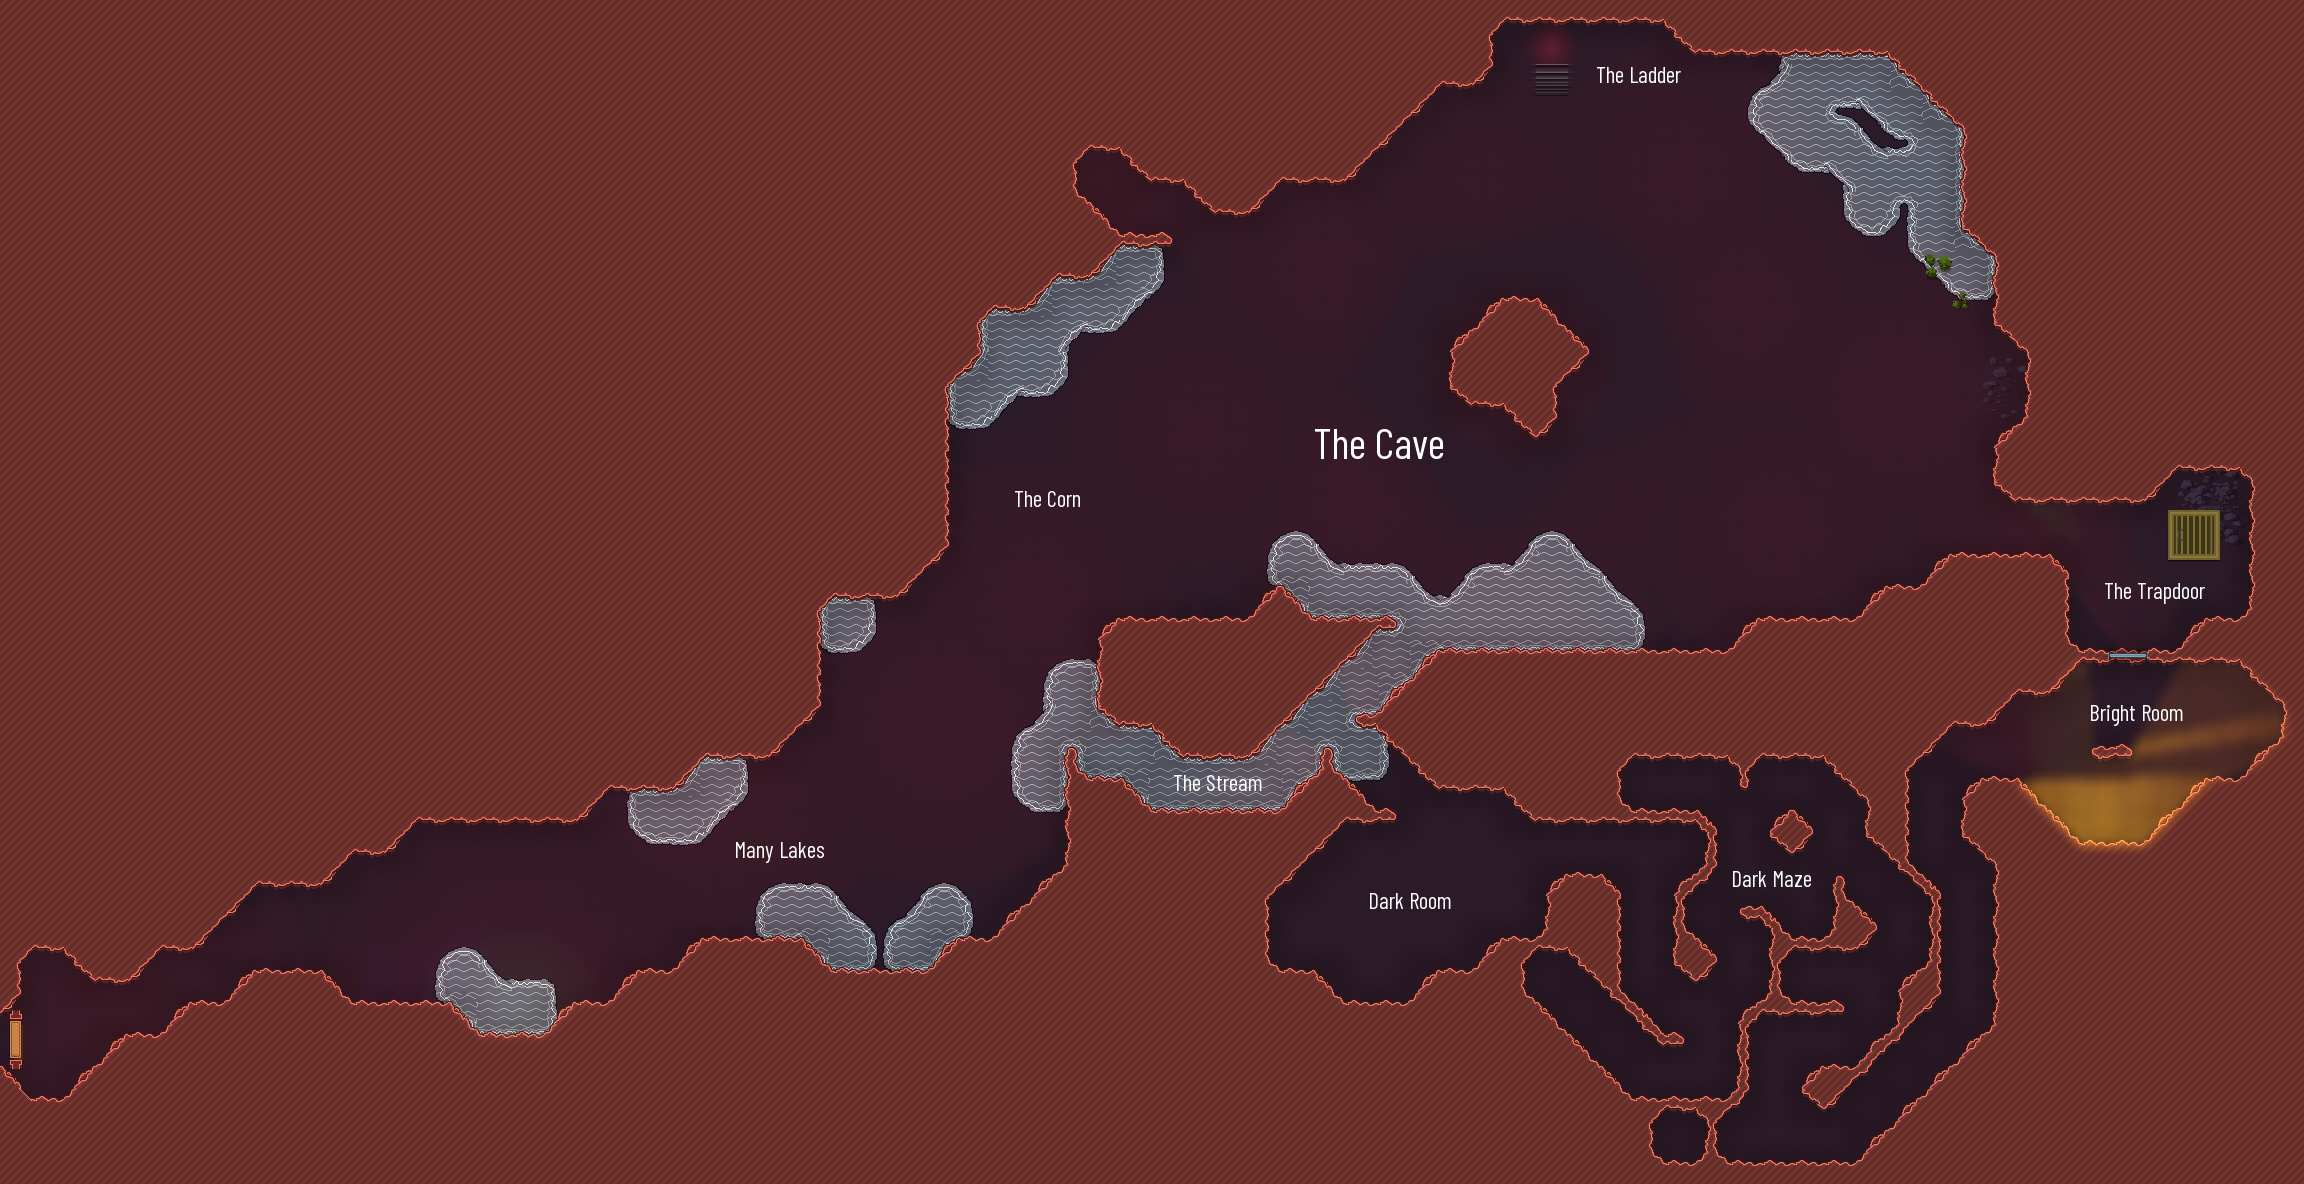 The Ladder
The Cave
The Corn
The Trapdoor
Bright Room
The Stream
Many Lakes
Dark Maze
Dark Room